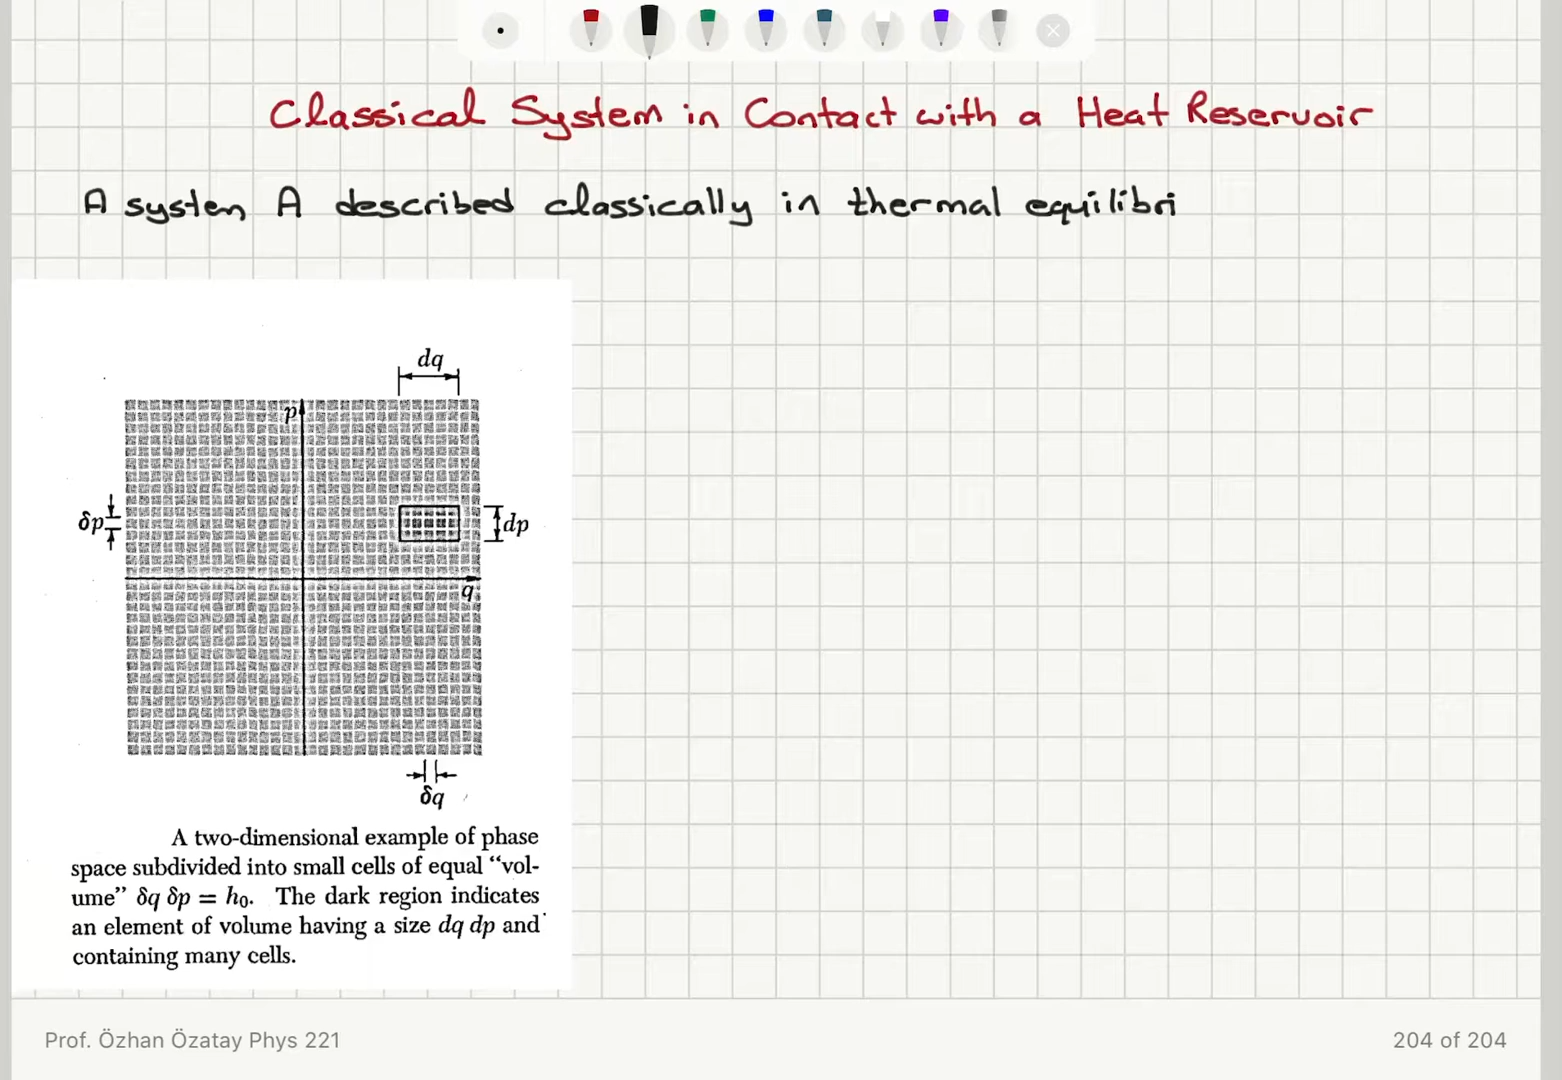 Classical System in Contact with a Heat Reservoir
A systen A described classically in thermal equilibri
dq
p
δp
dp
q
δq
A two-dimensional example of phase
space subdivided into small cells of equal “vol-
ume” δq δp = h₀. The dark region indicates
an element of volume having a size dq dp and
containing many cells.
Prof. Özhan Özatay Phys 221
204 of 204